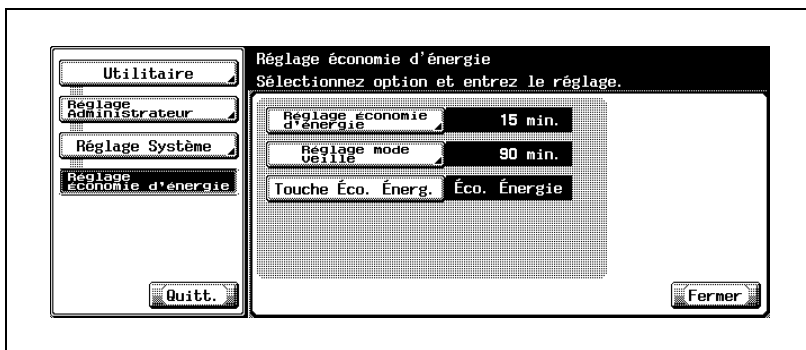 Utilitaire
Réglage
Administrateur
Réglage Système
Réglage
économie d'énergie
Quitt.
Réglage économie d'énergie
Sélectionnez option et entrez le réglage.
Réglage économie
d'énergie
15 min.
Réglage mode
veille
90 min.
Touche Éco. Énerg.
Éco. Énergie
Fermer